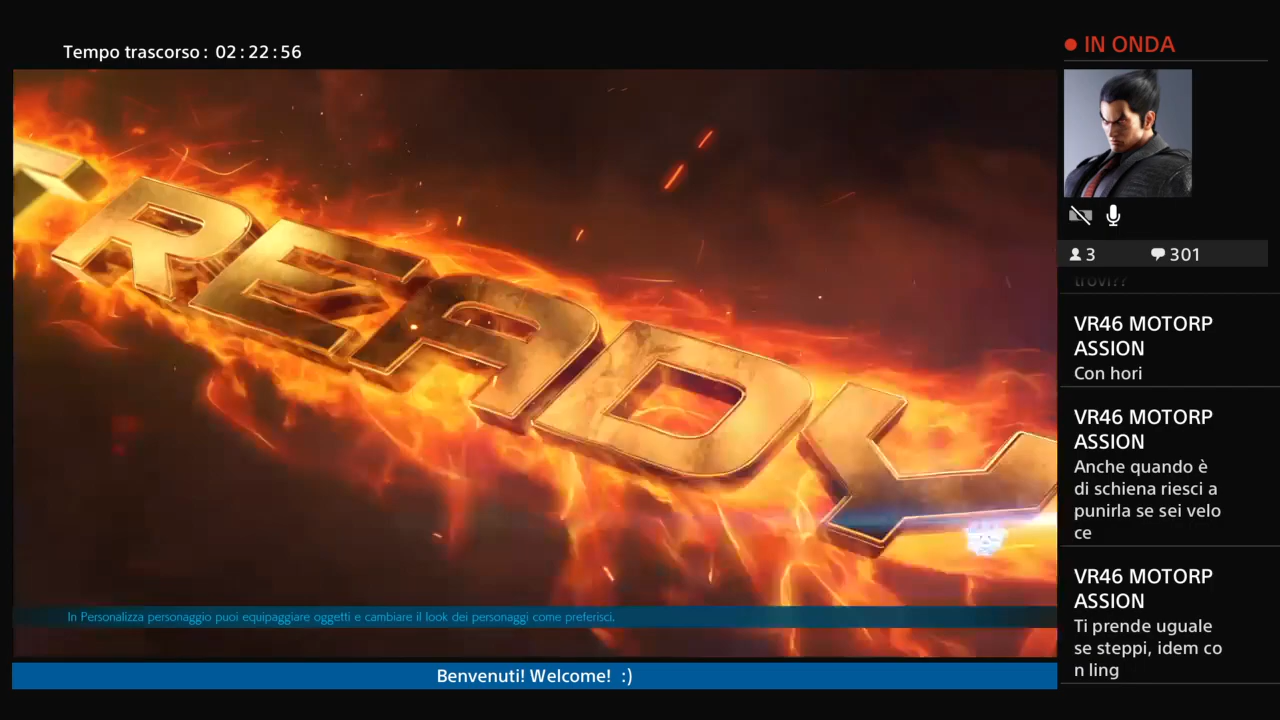 Tempo trascorso: 02:22:56
IN ONDA
READY
3
301
trovi??
VR46 MOTORP
ASSION
Con hori
VR46 MOTORP
ASSION
Anche quando è
di schiena riesci a
punirla se sei velo
ce
VR46 MOTORP
ASSION
Ti prende uguale
se steppi, idem co
n ling
In Personalizza personaggio puoi equipaggiare oggetti e cambiare il look dei personaggi come preferisci.
Benvenuti! Welcome! :)